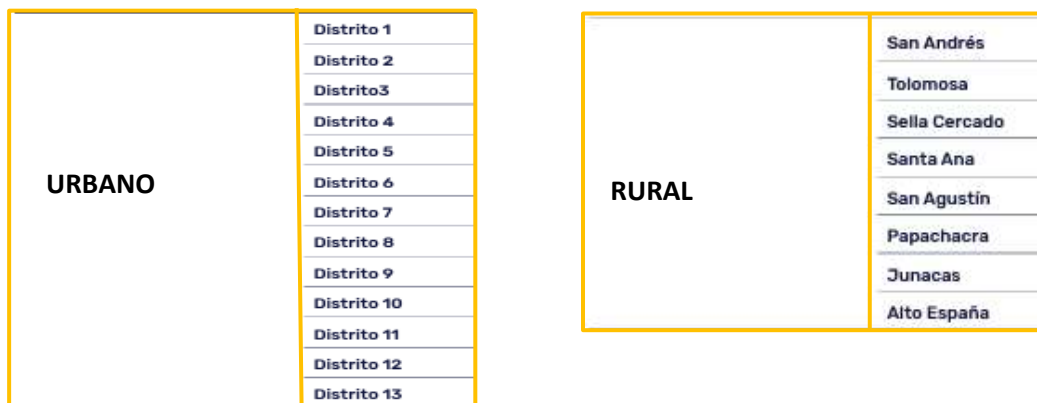 URBANO
Distrito 1
Distrito 2
Distrito3
Distrito 4
Distrito 5
Distrito 6
Distrito 7
Distrito 8
Distrito 9
Distrito 10
Distrito 11
Distrito 12
Distrito 13
RURAL
San Andrés
Tolomosa
Sella Cercado
Santa Ana
San Agustín
Papachacra
Junacas
Alto España